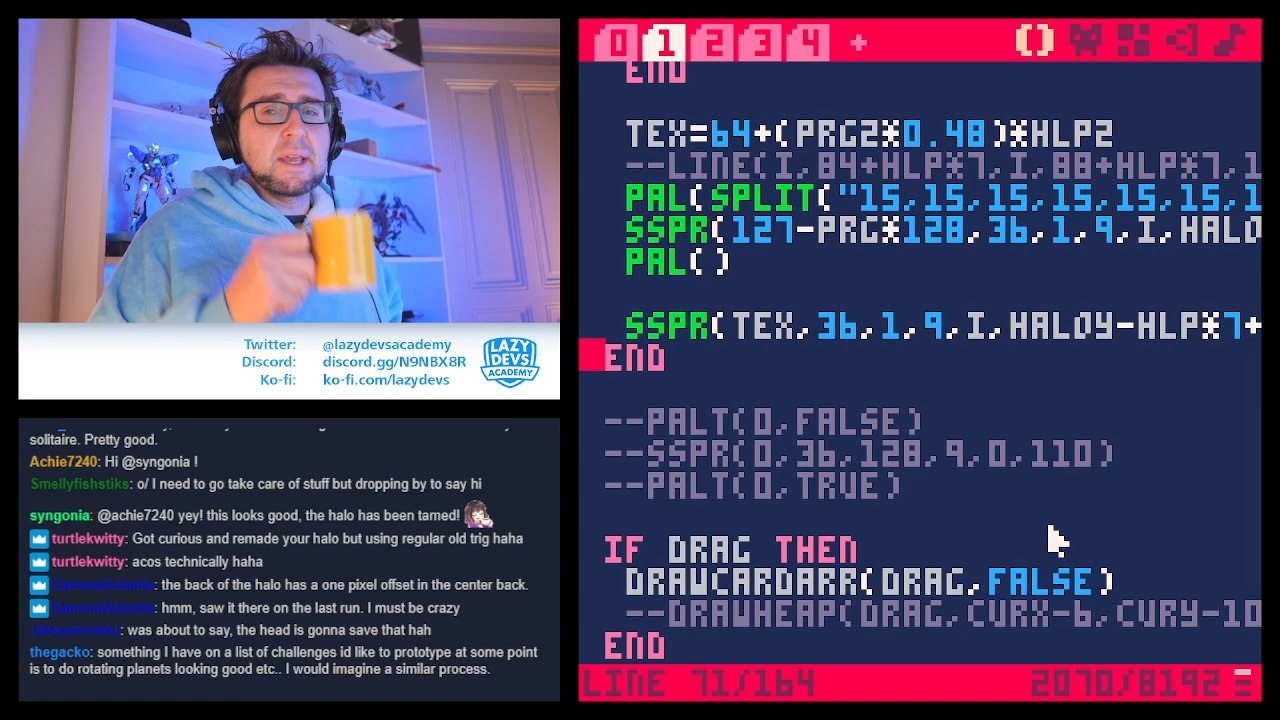 Twitter: @lazydevsacademy
Discord: discord.gg/N9NBX8R
Ko-fi: ko-fi.com/lazydevs
LAZY
DEVS
ACADEMY
solitaire. Pretty good.
Achie7240: Hi @syngonia !
Smellyfishstiks: o/ I need to go take care of stuff but dropping by to say hi
syngonia: @achie7240 yey! this looks good, the halo has been tamed!
turtlekwitty: Got curious and remade your halo but using regular old trig haha
turtlekwitty: acos technically haha
the back of the halo has a one pixel offset in the center back.
hmm, saw it there on the last run. I must be crazy
was about to say, the head is gonna save that hah
thegacko: something I have on a list of challenges id like to prototype at some point
is to do rotating planets looking good etc.. I would imagine a similar process.
0 1 2 3 4 +
END
TEX=64+(PRG2*0.48)*HLP2
--LINE(I,84+HLP*7,I,88+HLP*7,1
PAL(SPLIT("15,15,15,15,15,15,1
SSPR(127-PRG*128,36,1,9,I,HALO
PAL()
SSPR(TEX,36,1,9,I,HALOY-HLP*7+
END
--PALT(0,FALSE)
--SSPR(0,36,128,9,0,110)
--PALT(0,TRUE)
IF DRAG THEN
DRAWCARDARR(DRAG,FALSE)
--DRAWHEAP(DRAG,CURX-6,CURY-10
END
LINE 71/164 2070/8192